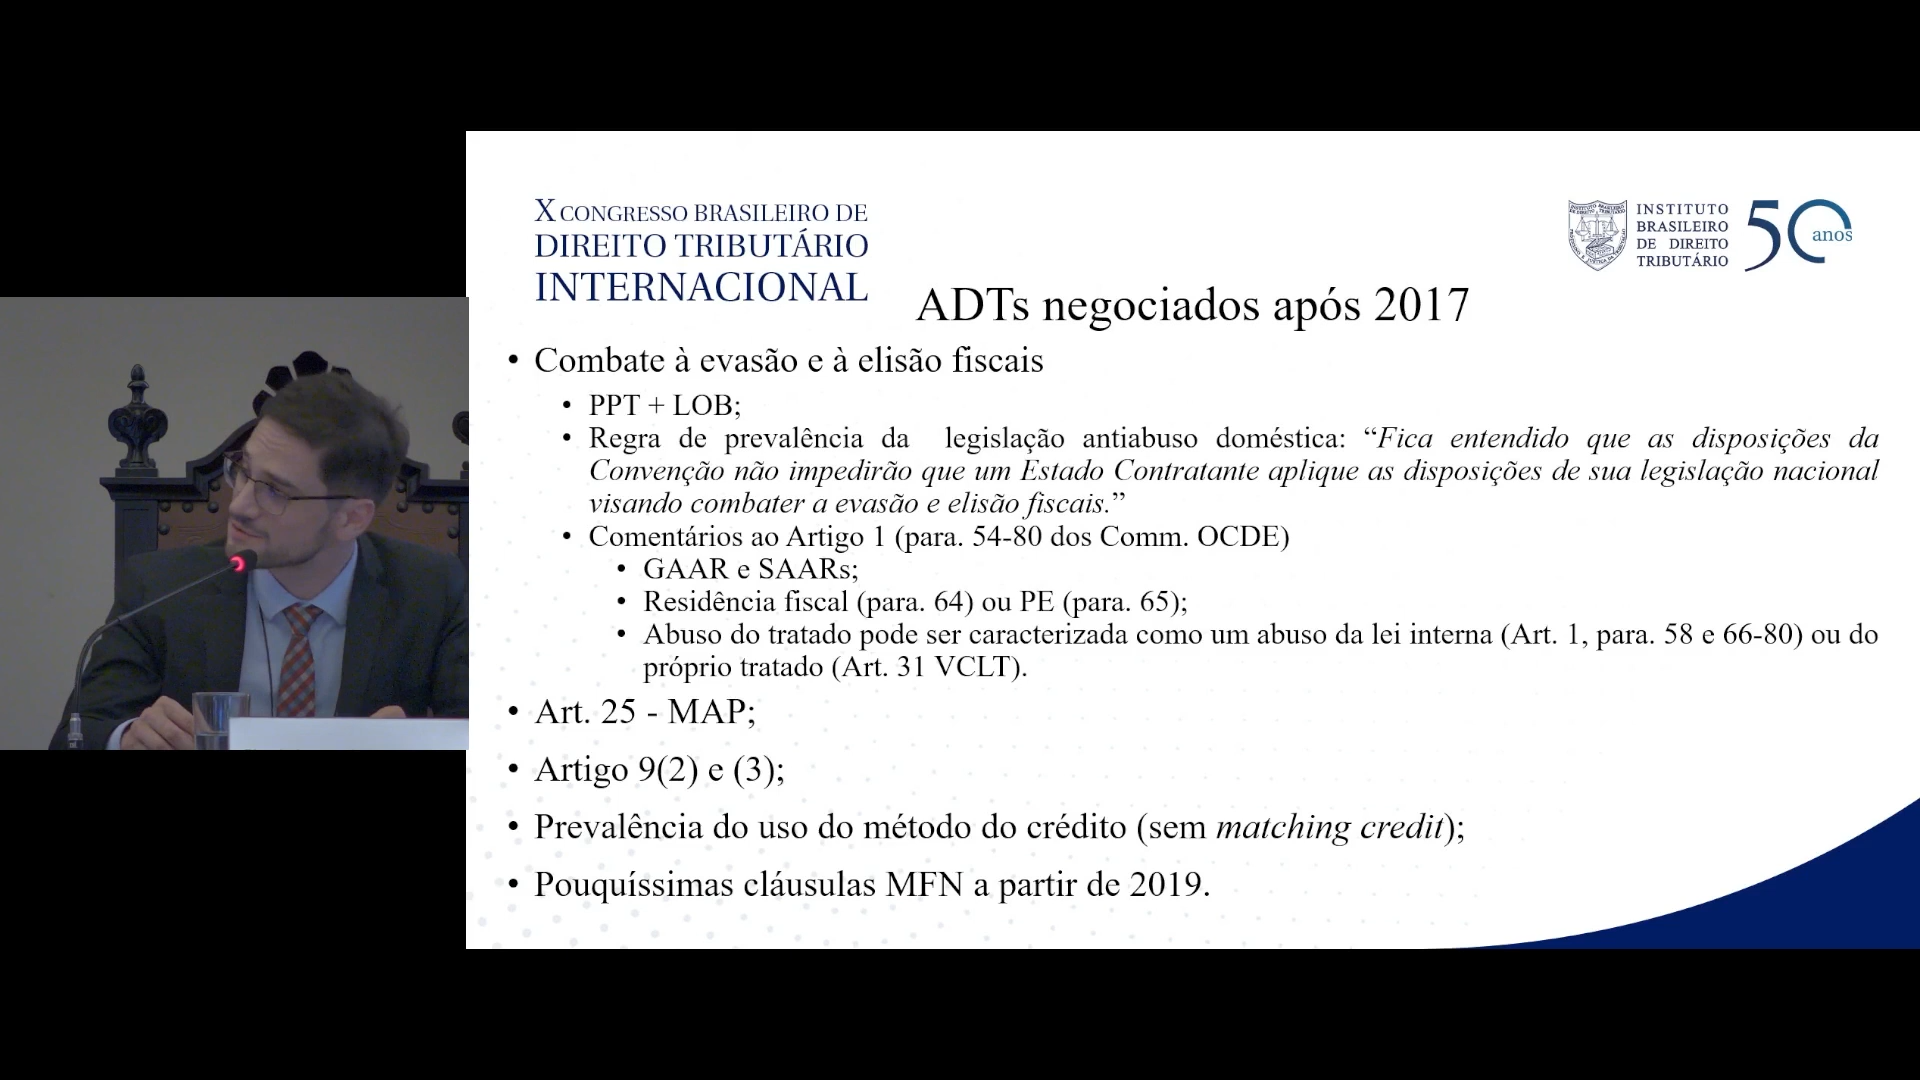 X CONGRESSO BRASILEIRO DE
DIREITO TRIBUTÁRIO
INTERNACIONAL
INSTITUTO
BRASILEIRO
DE DIREITO
TRIBUTÁRIO
50 anos
ADTs negociados após 2017
• Combate à evasão e à elisão fiscais
• PPT + LOB;
• Regra de prevalência da legislação antiabuso doméstica: “Fica entendido que as disposições da
Convenção não impedirão que um Estado Contratante aplique as disposições de sua legislação nacional
visando combater a evasão e elisão fiscais.”
• Comentários ao Artigo 1 (para. 54-80 dos Comm. OCDE)
• GAAR e SAARs;
• Residência fiscal (para. 64) ou PE (para. 65);
• Abuso do tratado pode ser caracterizada como um abuso da lei interna (Art. 1, para. 58 e 66-80) ou do
próprio tratado (Art. 31 VCLT).
• Art. 25 - MAP;
• Artigo 9(2) e (3);
• Prevalência do uso do método do crédito (sem matching credit);
• Pouquíssimas cláusulas MFN a partir de 2019.